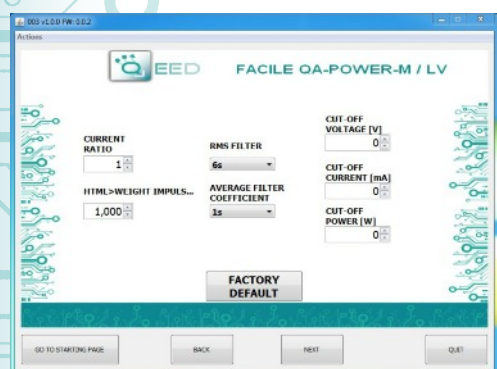 003 v1.0.0 FW: 0.0.2
Actions
QEED
FACILE QA-POWER-M / LV
CURRENT
RATIO
1
HTML>WEIGHT IMPULS...
1,000
RMS FILTER
6s
AVERAGE FILTER
COEFFICIENT
1s
CUT-OFF
VOLTAGE [V]
0
CUT-OFF
CURRENT [mA]
0
CUT-OFF
POWER [W]
0
FACTORY
DEFAULT
GO TO STARTING PAGE
BACK
NEXT
QUIT